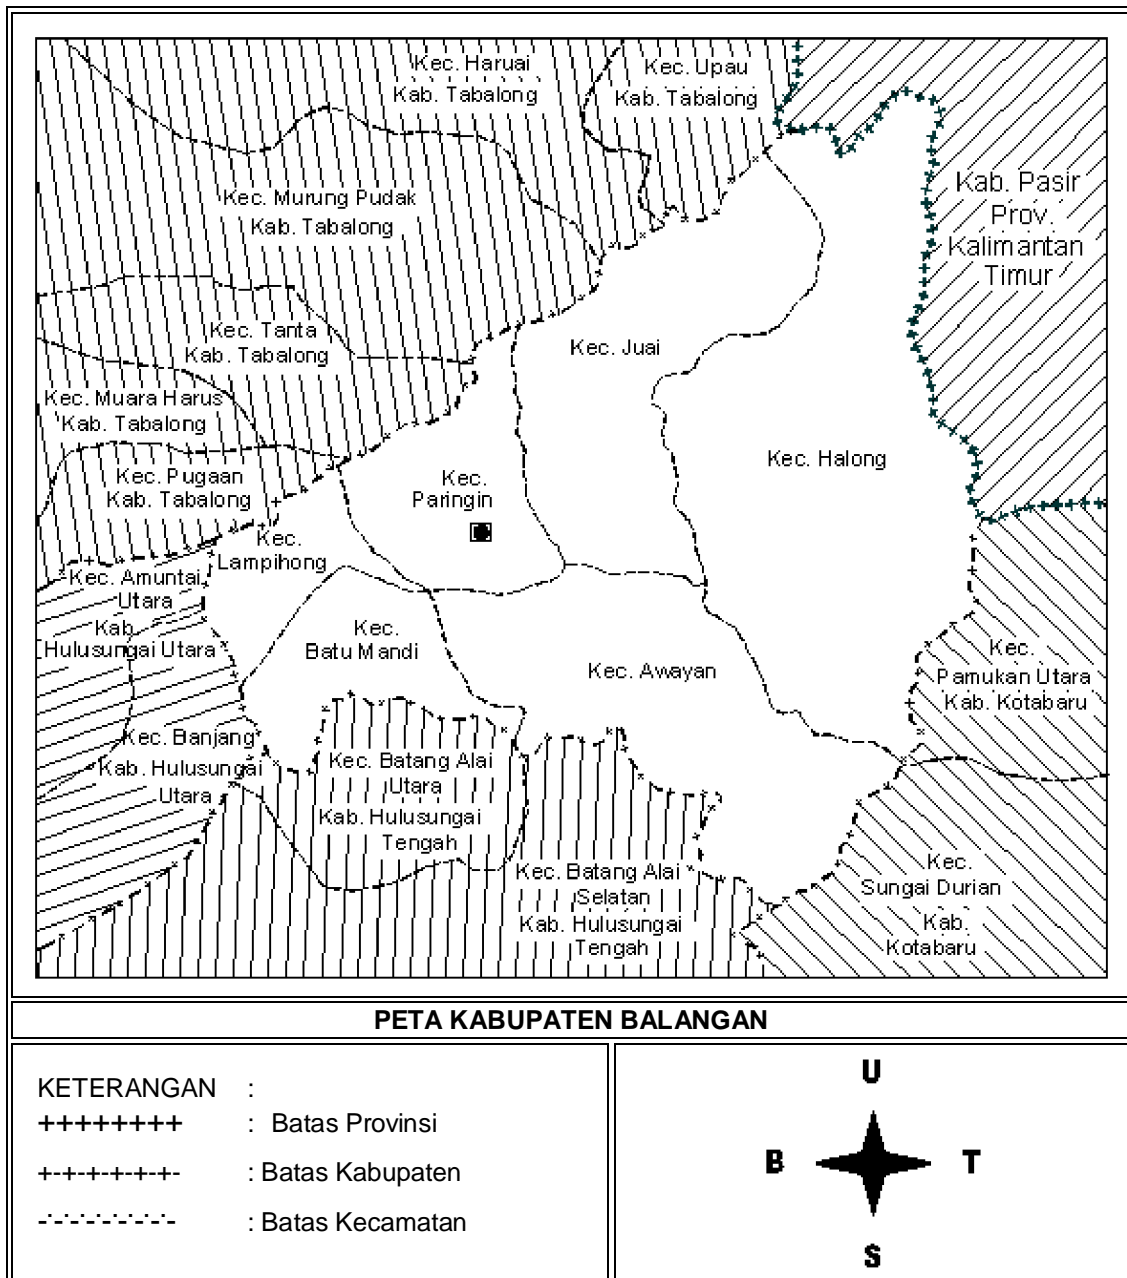 Kec. Haruai
Kab. Tabalong
Kec. Upau
Kab. Tabalong
Kec. Murung Pudak
Kab. Tabalong
Kab. Pasir
Prov.
Kalimantan
Timur
Kec. Tanta
Kab. Tabalong
Kec. Juai
Kec. Muara Harus
Kab. Tabalong
Kec. Halong
Kec. Pugaan
Kab. Tabalong
Kec.
Paringin
Kec.
Lampihong
Kec. Amuntai
Utara
Kab.
Hulusungai Utara
Kec.
Batu Mandi
Kec. Awayan
Kec.
Pamukan Utara
Kab. Kotabaru
Kec. Banjang
Kab. Hulusungai
Utara
Kec. Batang Alai
Utara
Kab. Hulusungai
Tengah
Kec. Batang Alai
Selatan
Kab. Hulusungai
Tengah
Kec.
Sungai Durian
Kab.
Kotabaru
PETA KABUPATEN BALANGAN
KETERANGAN :
++++++++ : Batas Provinsi
+-+-+-+-+-+- : Batas Kabupaten
-·-·-·-·-·-·-·-·- : Batas Kecamatan
U
B T
S